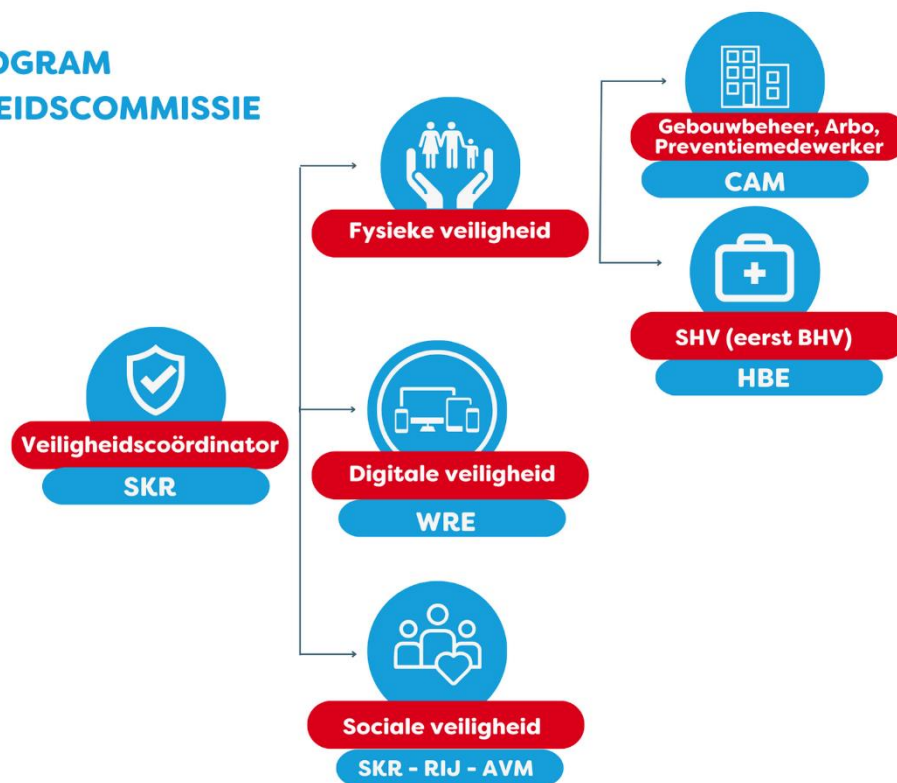 OGRAM
EIDSCOMMISSIE
Gebouwbeheer, Arbo,
Preventiemedewerker
CAM
Fysieke veiligheid
SHV (eerst BHV)
HBE
Veiligheidscoördinator
SKR
Digitale veiligheid
WRE
Sociale veiligheid
SKR - RIJ - AVM